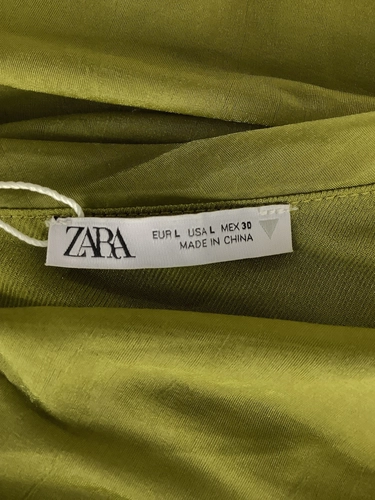 ZARA
EUR L USA L MEX 30
MADE IN CHINA